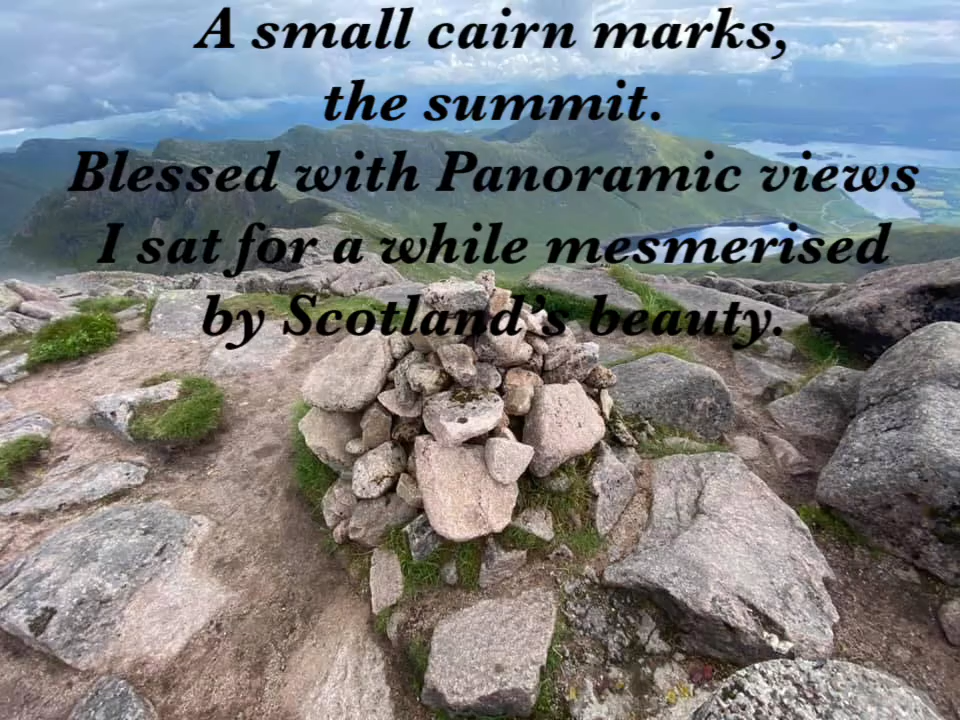 A small cairn marks,
the summit.
Blessed with Panoramic views
I sat for a while mesmerised
by Scotland's beauty.